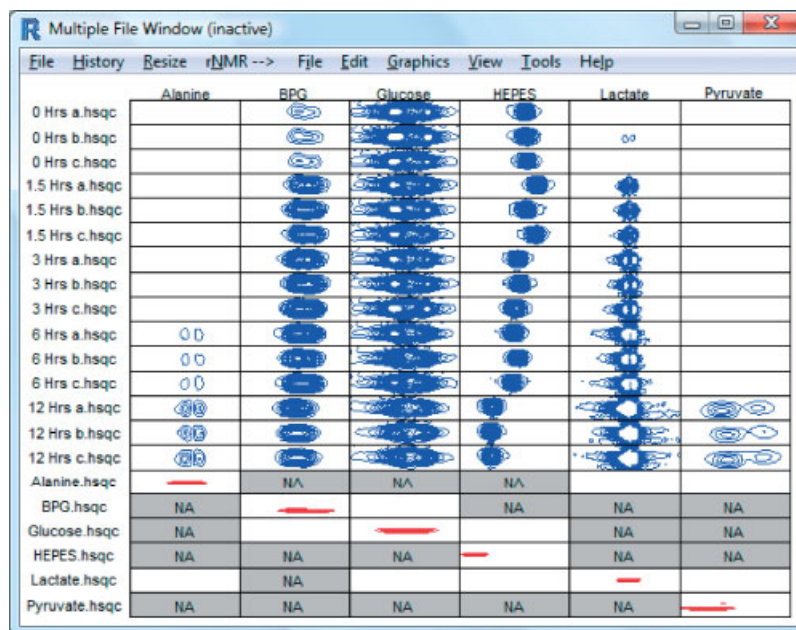 Multiple File Window (inactive)
File History Resize rNMR --> File Edit Graphics View Tools Help
Alanine BPG Glucose HEPES Lactate Pyruvate
0 Hrs a.hsqc
0 Hrs b.hsqc
0 Hrs c.hsqc
1.5 Hrs a.hsqc
1.5 Hrs b.hsqc
1.5 Hrs c.hsqc
3 Hrs a.hsqc
3 Hrs b.hsqc
3 Hrs c.hsqc
6 Hrs a.hsqc
6 Hrs b.hsqc
6 Hrs c.hsqc
12 Hrs a.hsqc
12 Hrs b.hsqc
12 Hrs c.hsqc
Alanine.hsqc NA NA NA
BPG.hsqc NA NA NA NA
Glucose.hsqc NA NA NA
HEPES.hsqc NA NA NA NA NA
Lactate.hsqc NA
Pyruvate.hsqc NA NA NA NA NA